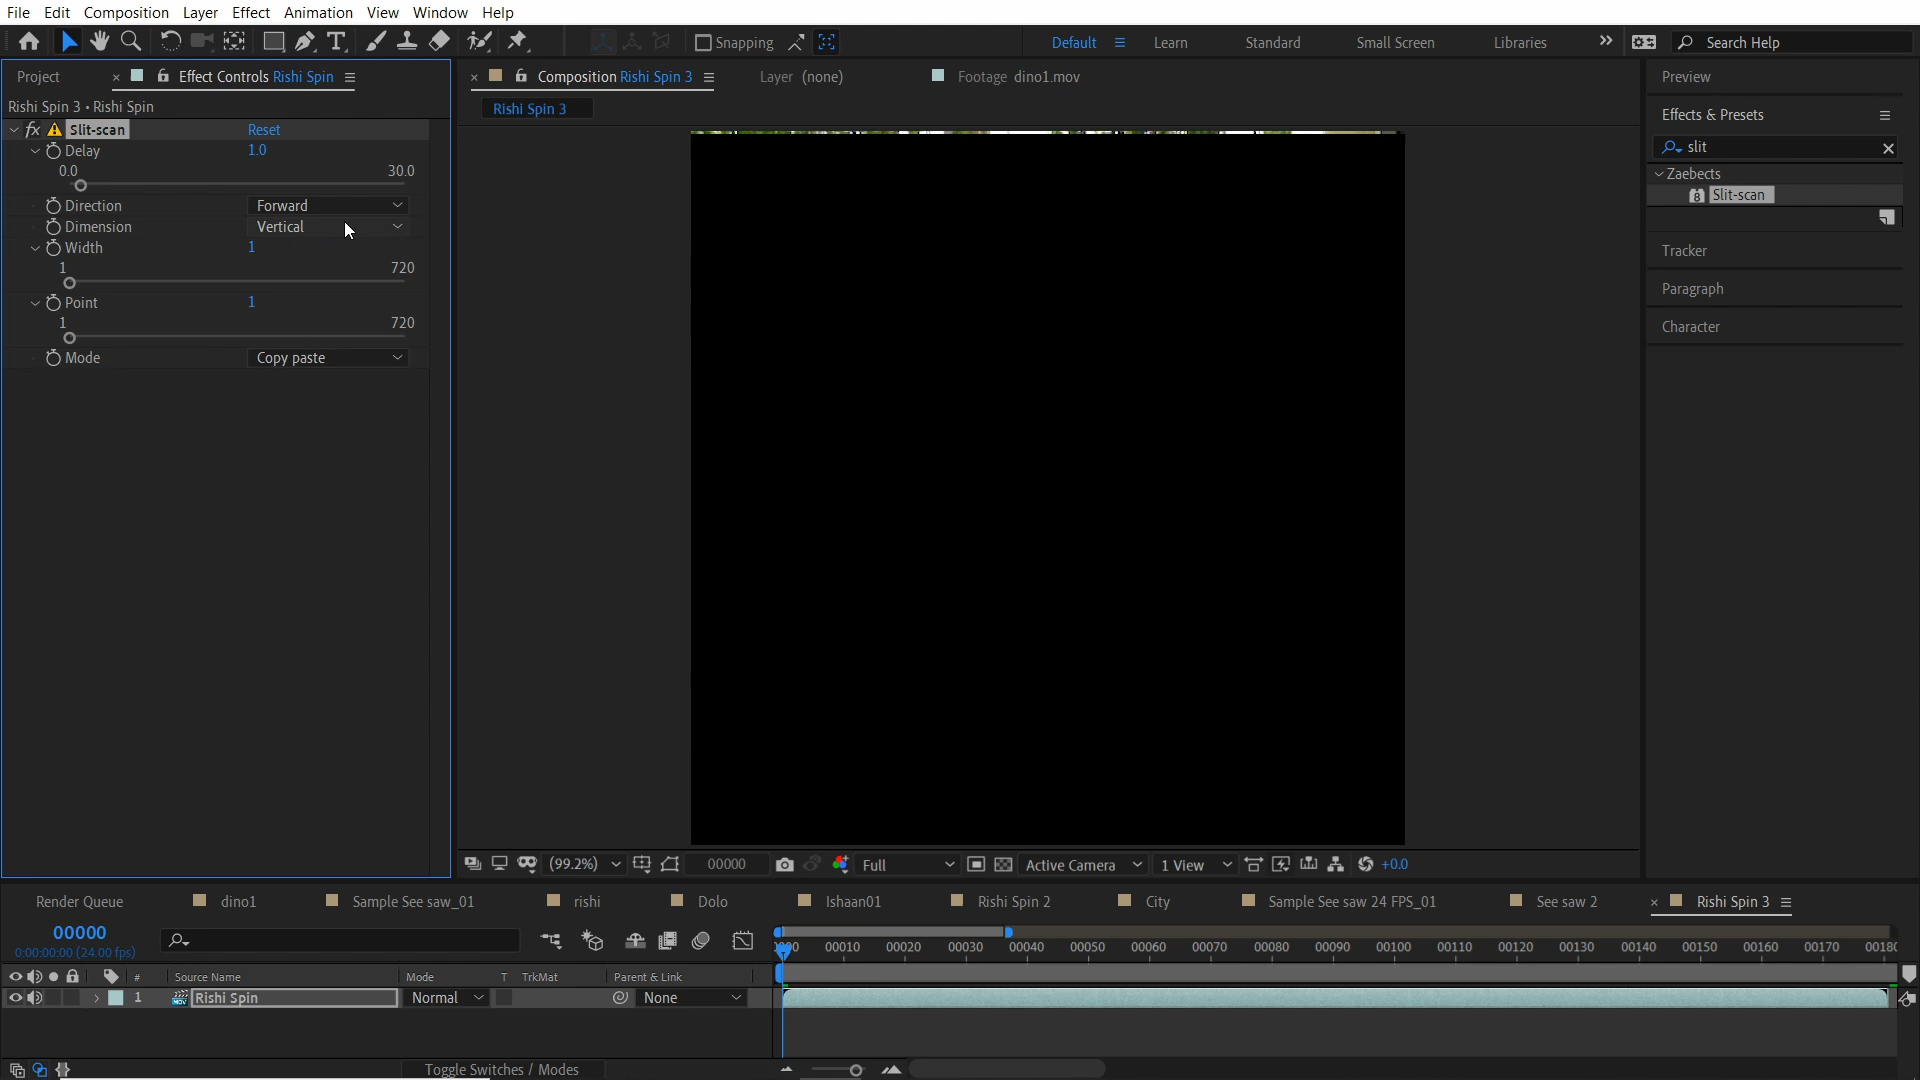 File Edit Composition Layer Effect Animation View Window Help
Snapping Default Learn Standard Small Screen Libraries Search Help
Project Effect Controls Rishi Spin Composition Rishi Spin 3 Layer (none) Footage dino1.mov Preview
Rishi Spin 3 • Rishi Spin
Rishi Spin 3
Effects & Presets
fx Slit-scan Reset
Delay 1.0
slit
0.0 30.0
Zaebects
Slit-scan
Direction Forward
Dimension Vertical
Width 1
Tracker
1 720
Paragraph
Point 1
1 720
Character
Mode Copy paste
(99.2%) 00000 Full Active Camera 1 View +0.0
Render Queue dino1 Sample See saw_01 rishi Dolo Ishaan01 Rishi Spin 2 City Sample See saw 24 FPS_01 See saw 2 Rishi Spin 3
00000
0:00:00:00 (24.00 fps)
00010 00020 00030 00040 00050 00060 00070 00080 00090 00100 00110 00120 00130 00140 00150 00160 00170
# Source Name Mode T TrkMat Parent & Link
1 Rishi Spin Normal None
Toggle Switches / Modes